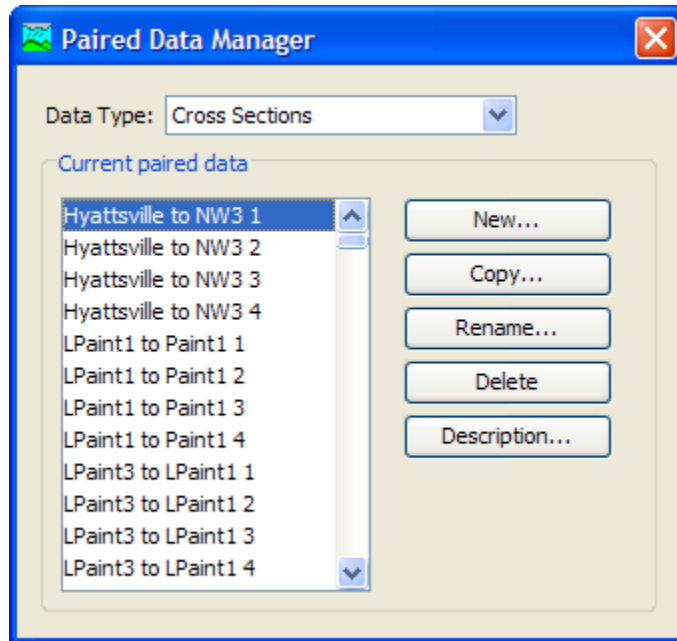 Paired Data Manager
Data Type: Cross Sections
Current paired data
Hyattsville to NW3 1
Hyattsville to NW3 2
Hyattsville to NW3 3
Hyattsville to NW3 4
LPaint1 to Paint1 1
LPaint1 to Paint1 2
LPaint1 to Paint1 3
LPaint1 to Paint1 4
LPaint3 to LPaint1 1
LPaint3 to LPaint1 2
LPaint3 to LPaint1 3
LPaint3 to LPaint1 4
New...
Copy...
Rename...
Delete
Description...